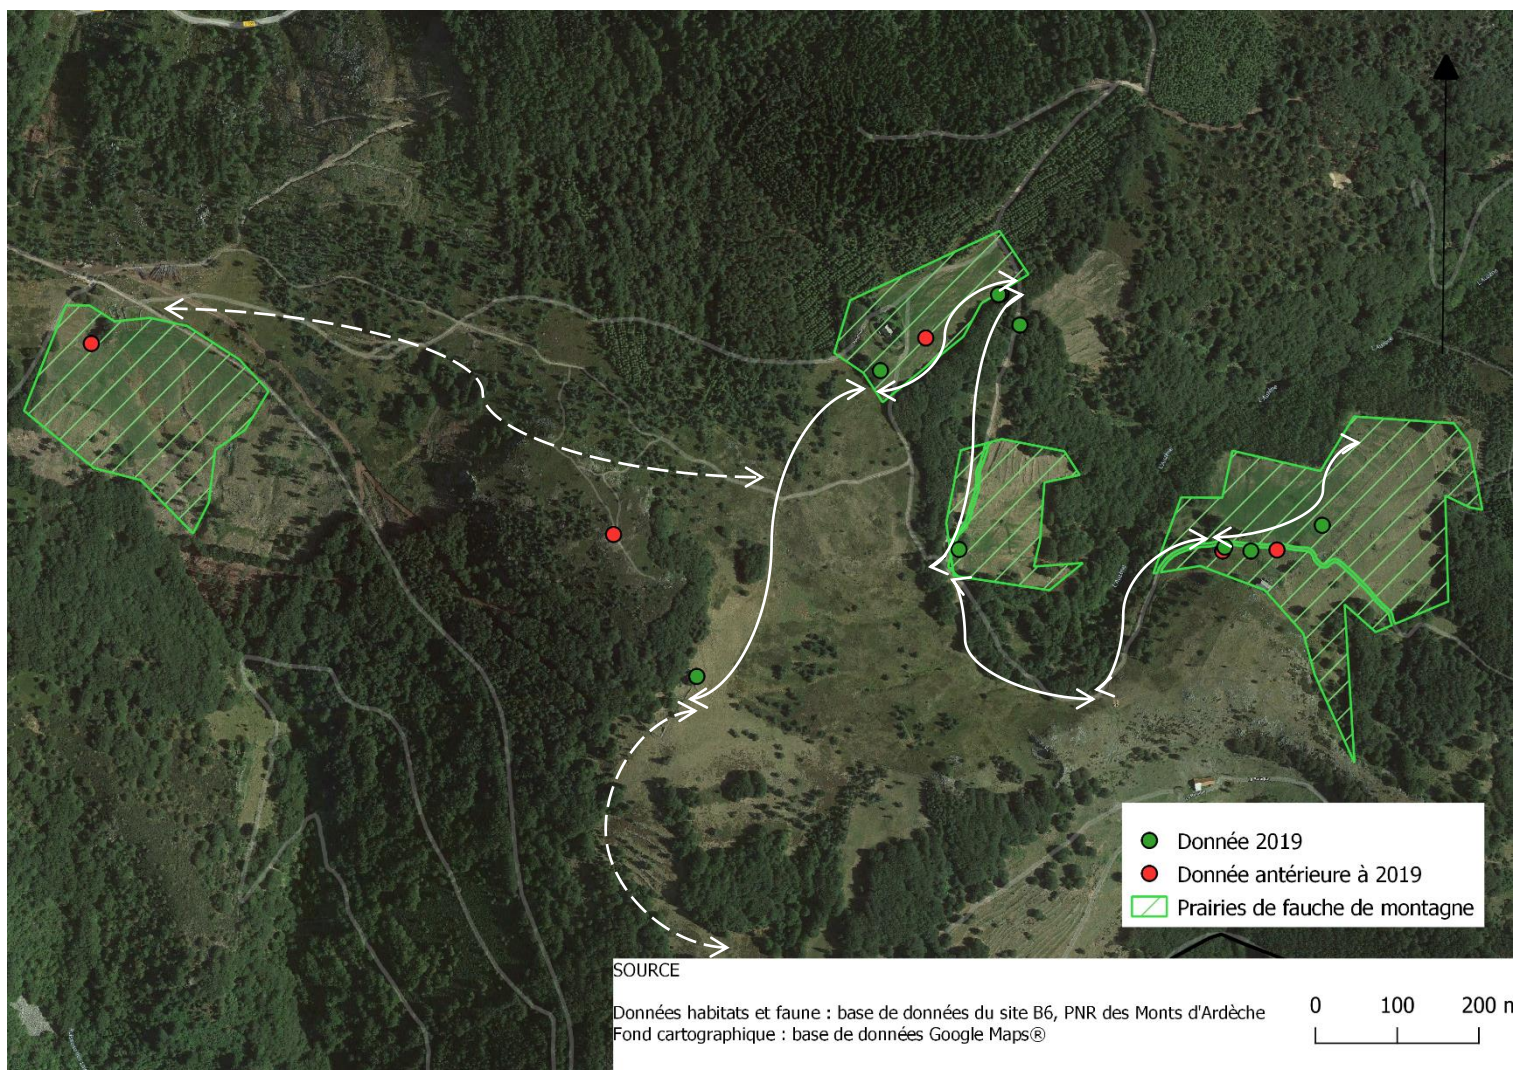 Donnée 2019
Donnée antérieure à 2019
Prairies de fauche de montagne
SOURCE
Données habitats et faune : base de données du site B6, PNR des Monts d'Ardèche
Fond cartographique : base de données Google Maps®
0 100 200 m